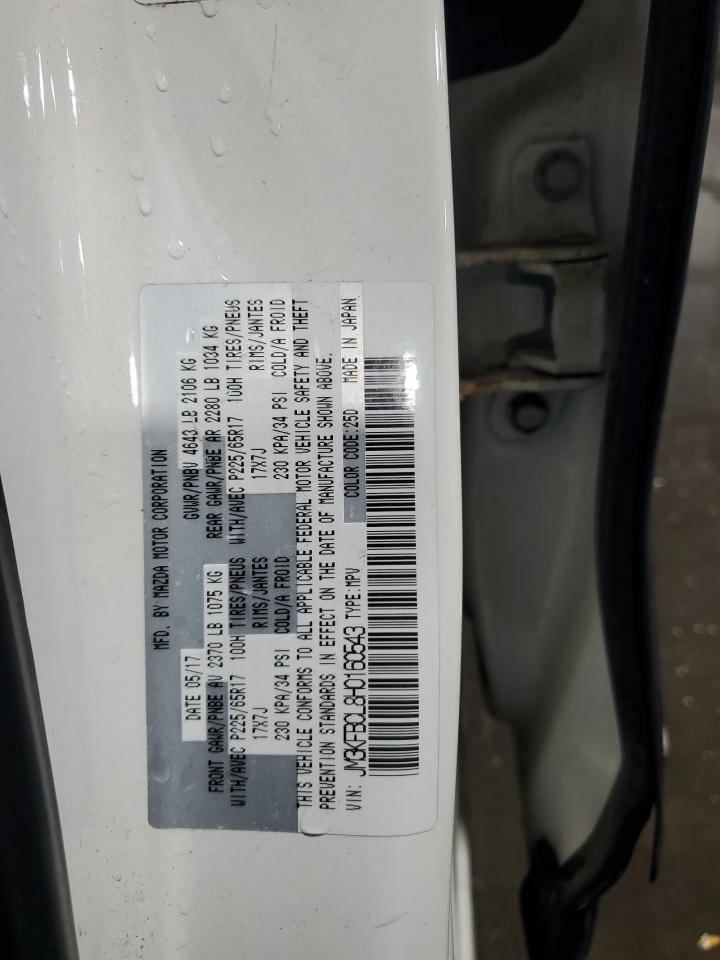 MFD. BY MAZDA MOTOR CORPORATION
DATE 05/17 GVWR/PNBV 4643 LB 2106 KG
FRONT GAWR/PNBE AV 2370 LB 1075 KG REAR GAWR/PNBE AR 2280 LB 1034 KG
WITH/AVEC P225/65R17 100H TIRES/PNEUS WITH/AVEC P225/65R17 100H TIRES/PNEUS
17X7J RIMS/JANTES 17X7J RIMS/JANTES
230 KPA/34 PSI COLD/A FROID 230 KPA/34 PSI COLD/A FROID
THIS VEHICLE CONFORMS TO ALL APPLICABLE FEDERAL MOTOR VEHICLE SAFETY AND THEFT
PREVENTION STANDARDS IN EFFECT ON THE DATE OF MANUFACTURE SHOWN ABOVE.
VIN: JM3KFBCL8H0160543 TYPE:MPV COLOR CODE:25D MADE IN JAPAN